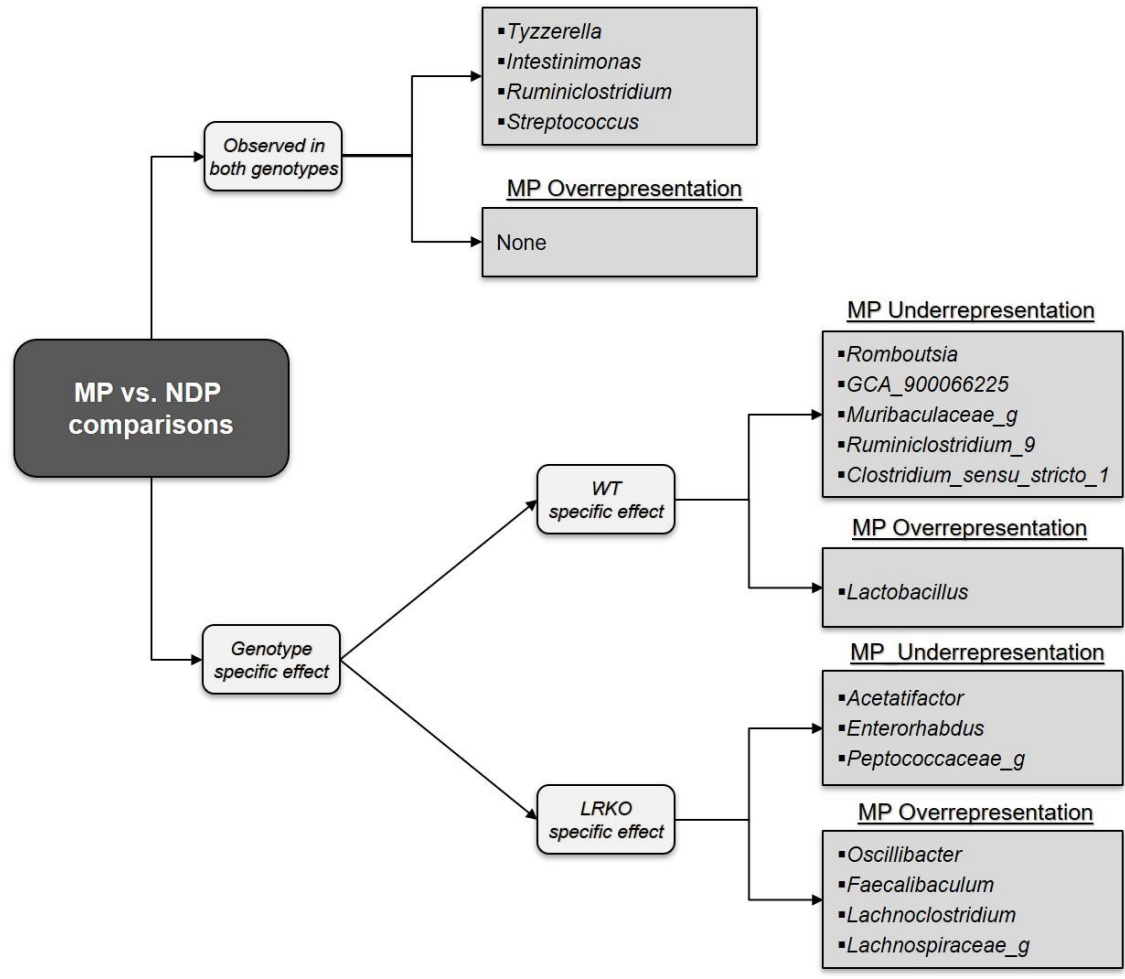 ▪Tyzzerella
▪Intestinimonas
▪Ruminiclostridium
▪Streptococcus
Observed in
both genotypes
MP Overrepresentation
None
MP vs. NDP
comparisons
MP Underrepresentation
▪Romboutsia
▪GCA_900066225
▪Muribaculaceae_g
▪Ruminiclostridium_9
▪Clostridium_sensu_stricto_1
WT
specific effect
MP Overrepresentation
▪Lactobacillus
Genotype
specific effect
MP Underrepresentation
▪Acetatifactor
▪Enterorhabdus
▪Peptococcaceae_g
LRKO
specific effect
MP Overrepresentation
▪Oscillibacter
▪Faecalibaculum
▪Lachnoclostridium
▪Lachnospiraceae_g